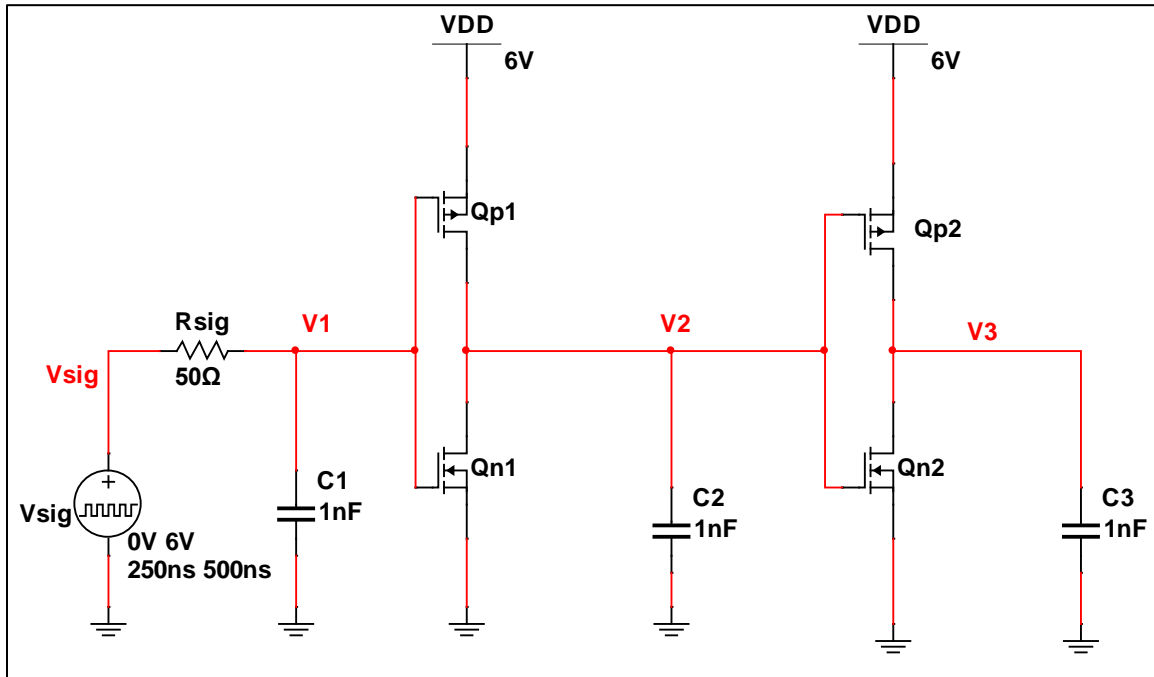 VDD
6V
VDD
6V
Qp1
Qp2
Rsig
50Ω
V1
V2
V3
Vsig
Qn1
Qn2
C1
1nF
C2
1nF
C3
1nF
Vsig
0V 6V
250ns 500ns